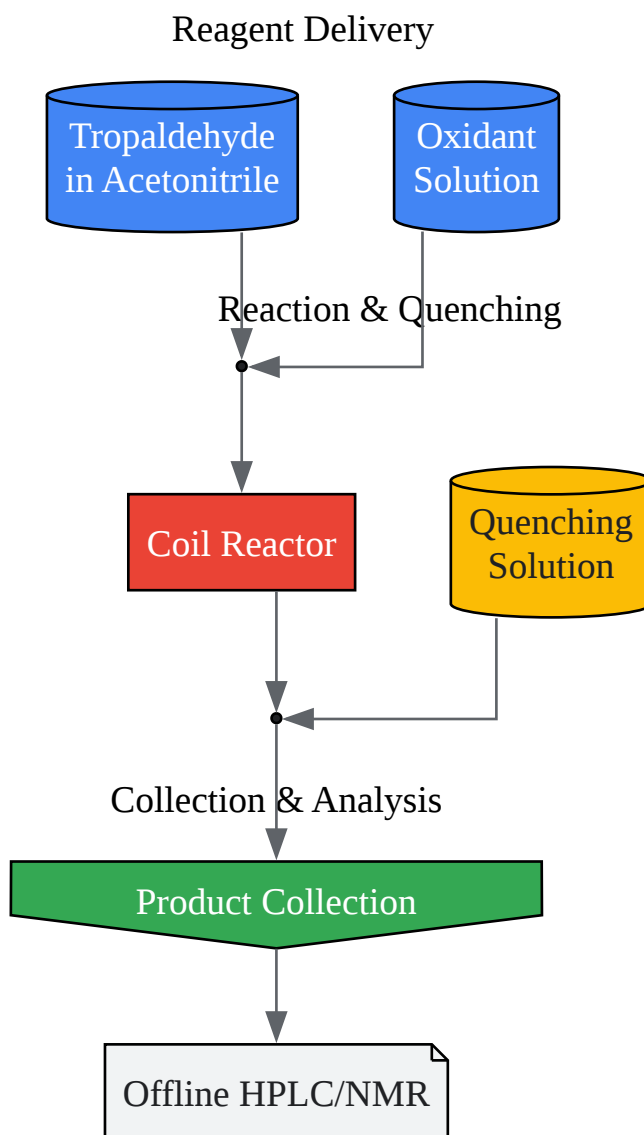 Reagent Delivery
Tropaldehyde
in Acetonitrile
Oxidant
Solution
Reaction & Quenching
Coil Reactor
Quenching
Solution
Collection & Analysis
Product Collection
Offline HPLC/NMR